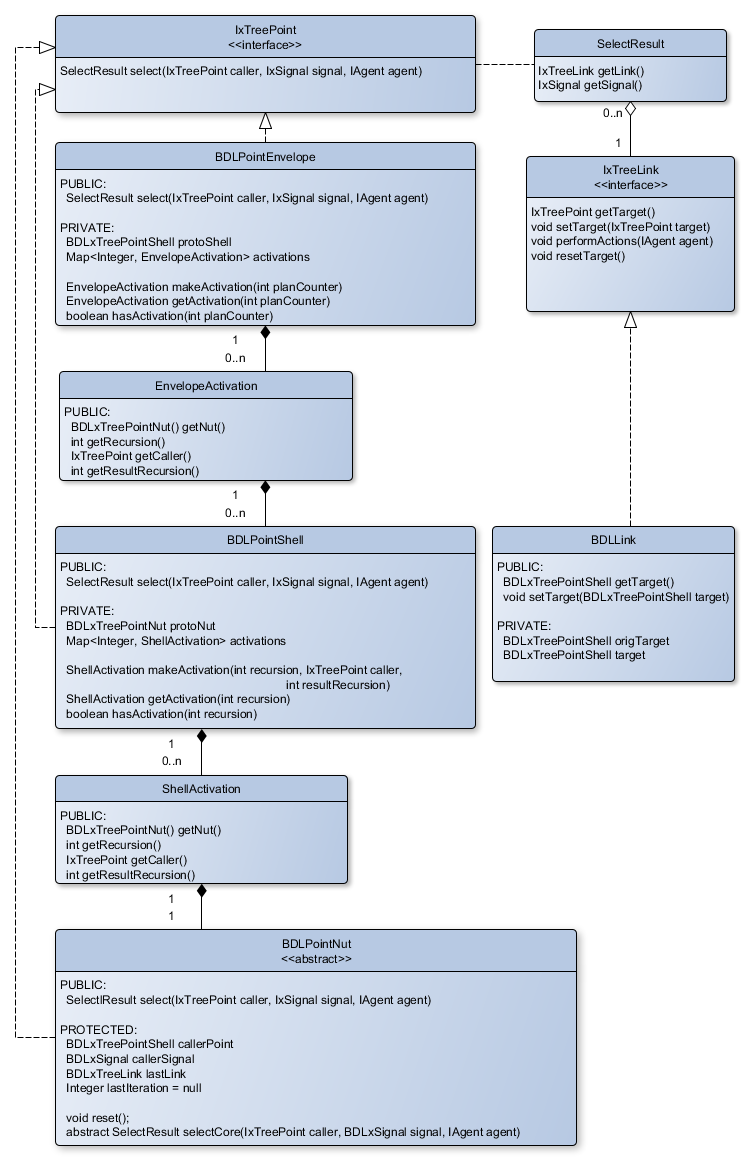 IxTreePoint
<<interface>>
SelectResult select(IxTreePoint caller, IxSignal signal, IAgent agent)
SelectResult
IxTreeLink getLink()
IxSignal getSignal()
0..n
1
IxTreeLink
<<interface>>
IxTreePoint getTarget()
void setTarget(IxTreePoint target)
void performActions(IAgent agent)
void resetTarget()
BDLPointEnvelope
PUBLIC:
SelectResult select(IxTreePoint caller, IxSignal signal, IAgent agent)
PRIVATE:
BDLxTreePointShell protoShell
Map<Integer, EnvelopeActivation> activations
EnvelopeActivation makeActivation(int planCounter)
EnvelopeActivation getActivation(int planCounter)
boolean hasActivation(int planCounter)
1
0..n
EnvelopeActivation
PUBLIC:
BDLxTreePointNut() getNut()
int getRecursion()
IxTreePoint getCaller()
int getResultRecursion()
1
0..n
BDLPointShell
PUBLIC:
SelectResult select(IxTreePoint caller, IxSignal signal, IAgent agent)
PRIVATE:
BDLxTreePointNut protoNut
Map<Integer, ShellActivation> activations
ShellActivation makeActivation(int recursion, IxTreePoint caller,
int resultRecursion)
ShellActivation getActivation(int recursion)
boolean hasActivation(int recursion)
BDLLink
PUBLIC:
BDLxTreePointShell getTarget()
void setTarget(BDLxTreePointShell target)
PRIVATE:
BDLxTreePointShell origTarget
BDLxTreePointShell target
1
0..n
ShellActivation
PUBLIC:
BDLxTreePointNut() getNut()
int getRecursion()
IxTreePoint getCaller()
int getResultRecursion()
1
1
BDLPointNut
<<abstract>>
PUBLIC:
SelectlResult select(IxTreePoint caller, IxSignal signal, IAgent agent)
PROTECTED:
BDLxTreePointShell callerPoint
BDLxSignal callerSignal
BDLxTreeLink lastLink
Integer lastIteration = null
void reset();
abstract SelectResult selectCore(IxTreePoint caller, BDLxSignal signal, IAgent agent)